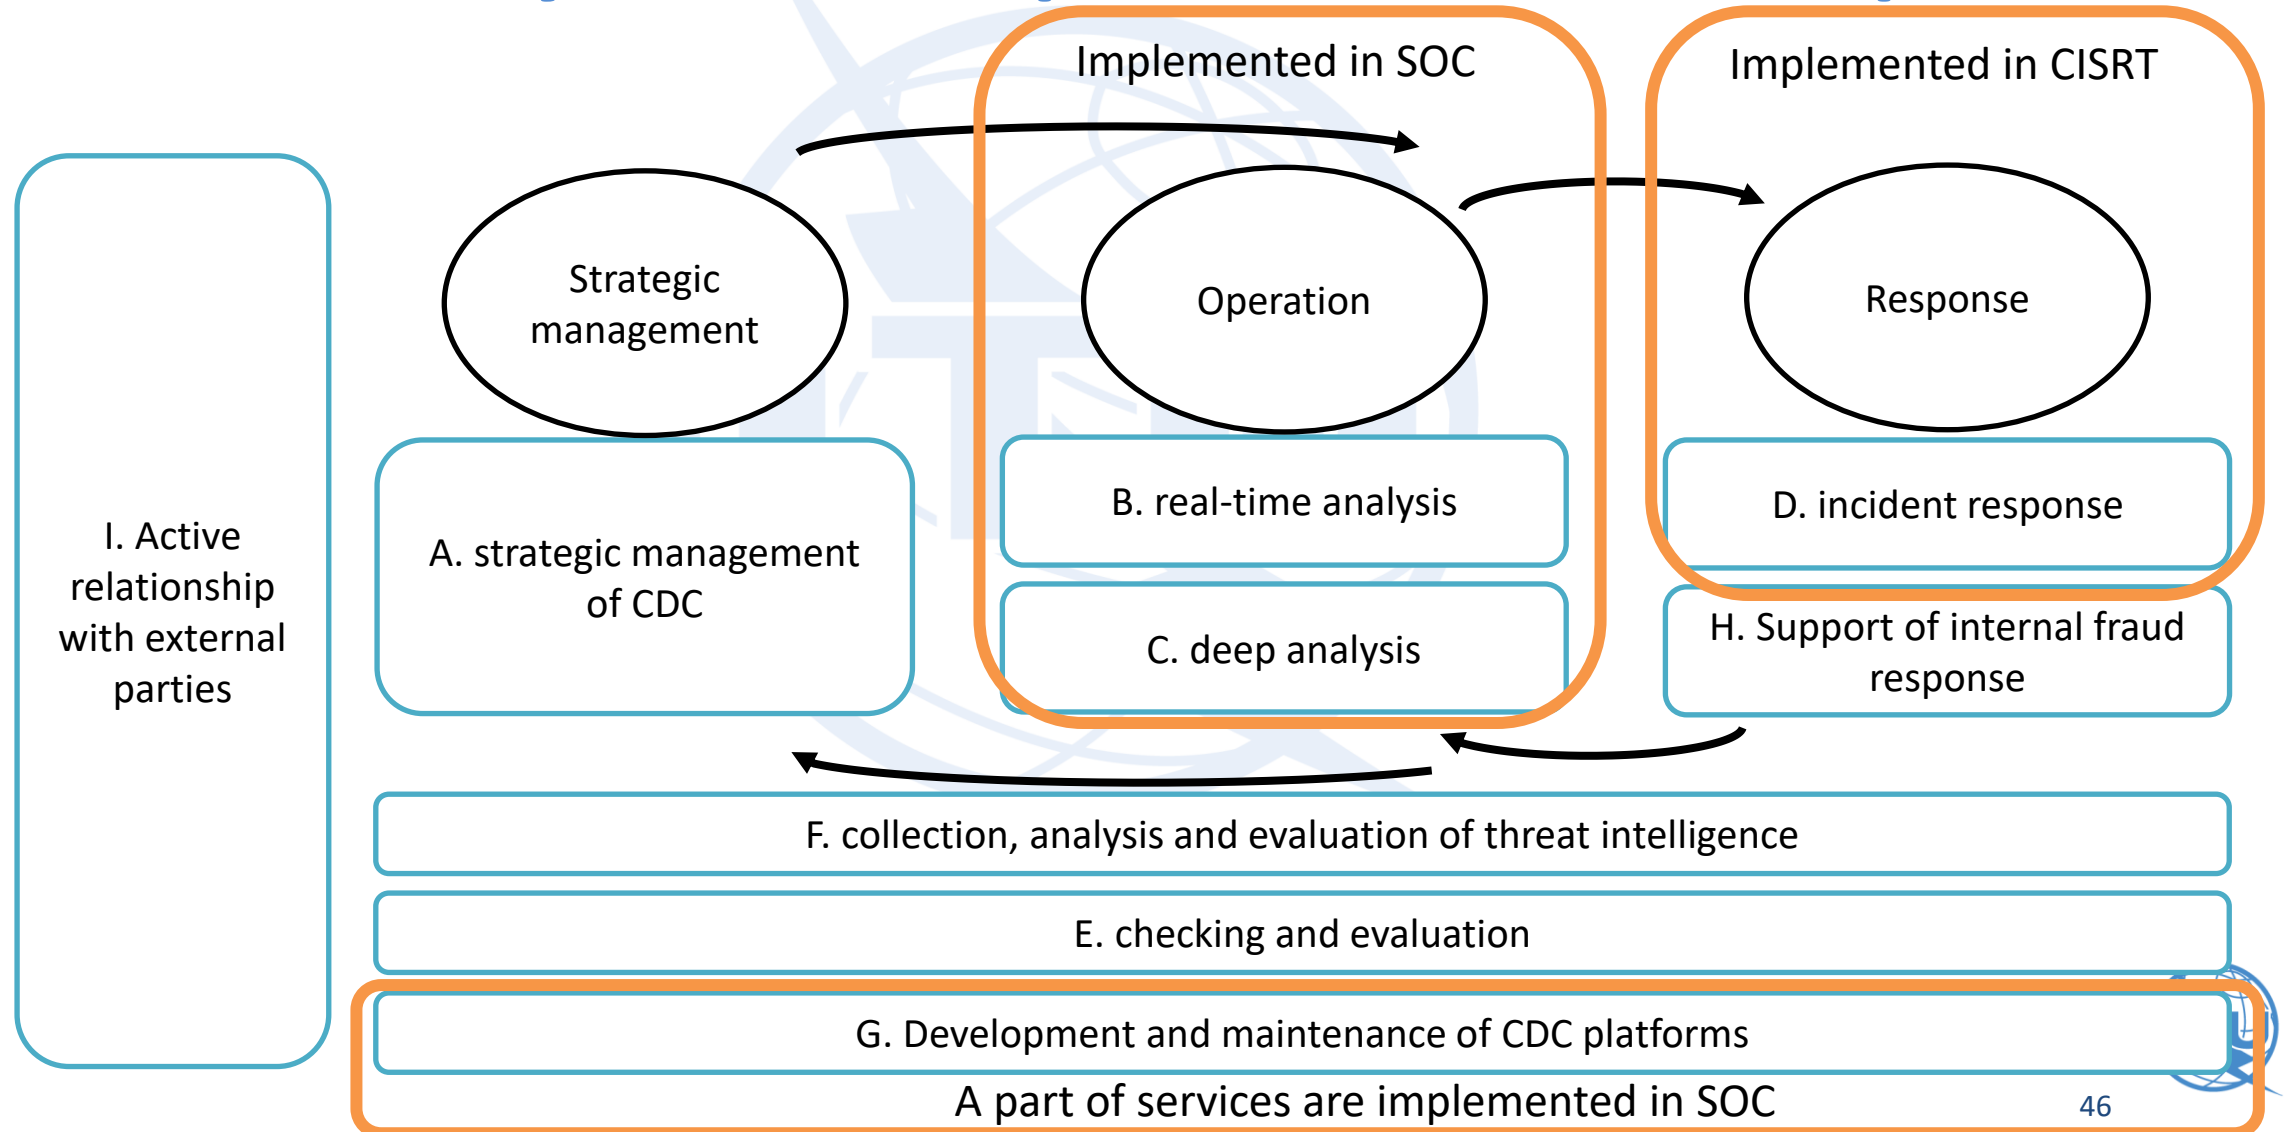 Implemented in SOC
Implemented in CISRT
Strategic
management
Operation
Response
I. Active
relationship
with external
parties
A. strategic management
of CDC
B. real-time analysis
C. deep analysis
D. incident response
H. Support of internal fraud
response
F. collection, analysis and evaluation of threat intelligence
E. checking and evaluation
G. Development and maintenance of CDC platforms
A part of services are implemented in SOC
46